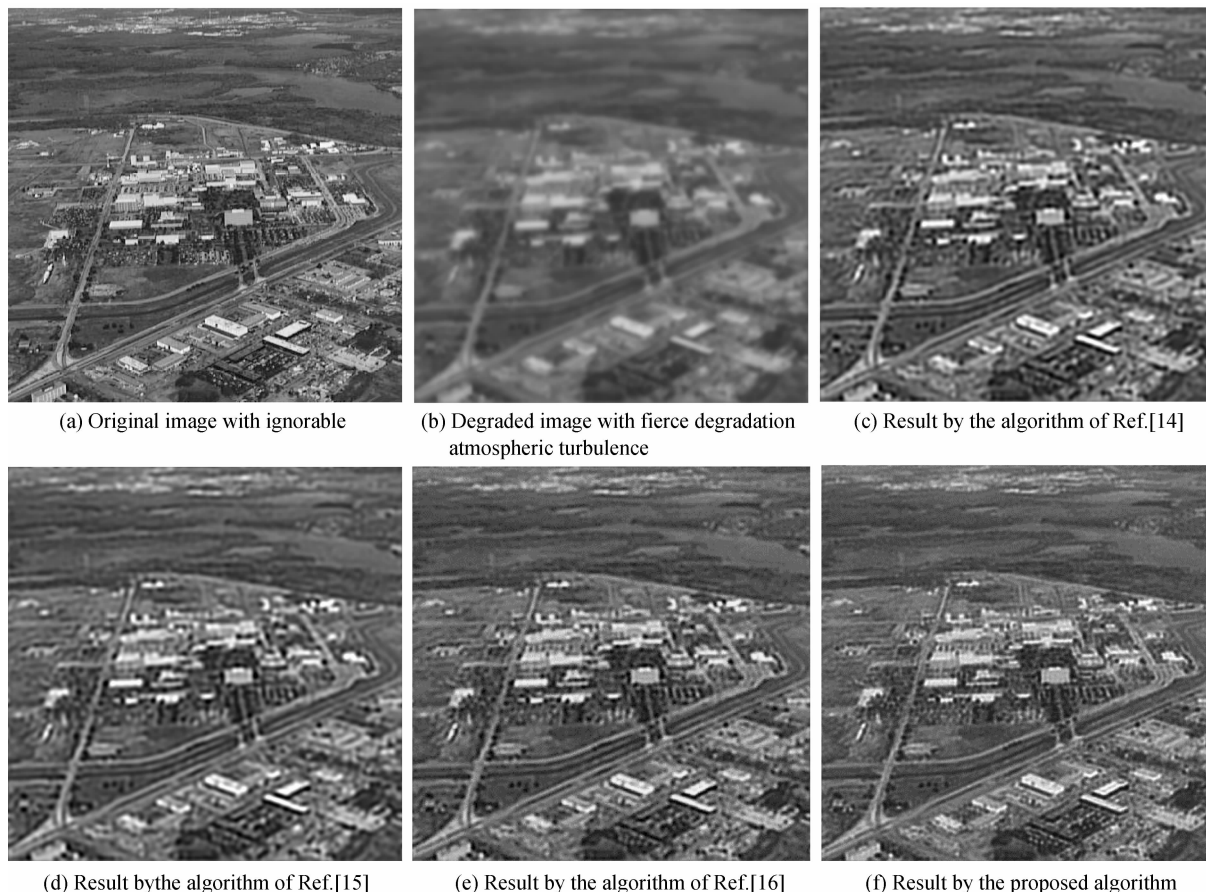 (a) Original image with ignorable
(b) Degraded image with fierce degradation
atmospheric turbulence
(c) Result by the algorithm of Ref.[14]
(d) Result bythe algorithm of Ref.[15]
(e) Result by the algorithm of Ref.[16]
(f) Result by the proposed algorithm